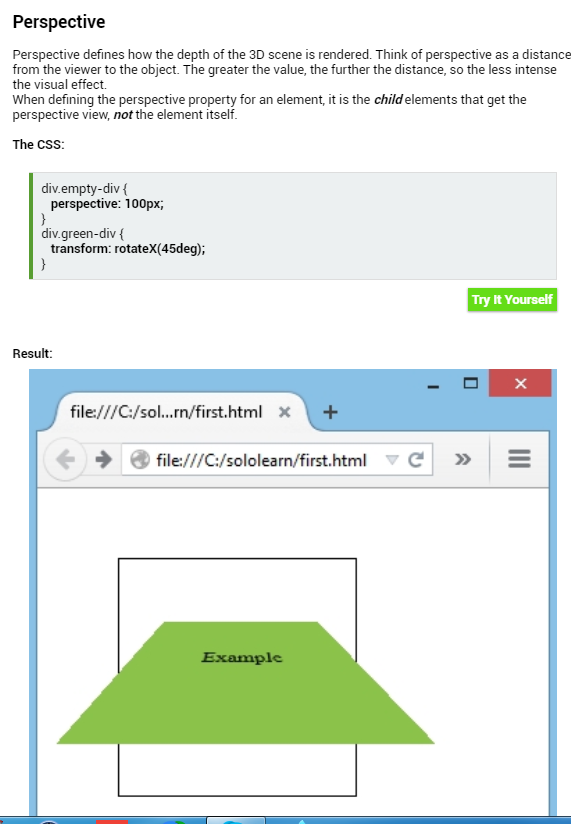 Perspective
Perspective defines how the depth of the 3D scene is rendered. Think of perspective as a distance
from the viewer to the object. The greater the value, the further the distance, so the less intense
the visual effect.
When defining the perspective property for an element, it is the child elements that get the
perspective view, not the element itself.
The CSS:
div.empty-div {
perspective: 100px;
}
div.green-div {
transform: rotateX(45deg);
}
Try It Yourself
Result:
file:///C:/sol...rn/first.html
file:///C:/sololearn/first.html
Example